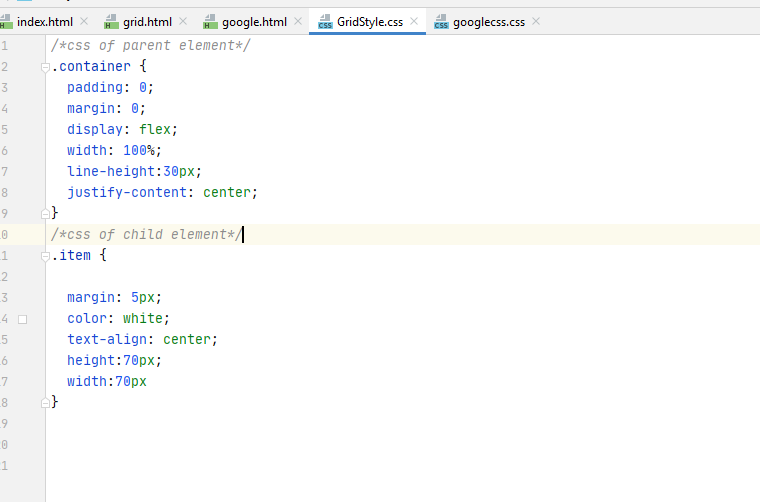 index.html grid.html google.html GridStyle.css googlecss.css
1 /*css of parent element*/
2 .container {
3 padding: 0;
4 margin: 0;
5 display: flex;
6 width: 100%;
7 line-height:30px;
8 justify-content: center;
9 }
0 /*css of child element*/
1 .item {
2
3 margin: 5px;
4 color: white;
5 text-align: center;
6 height:70px;
7 width:70px
8 }
9
0
1